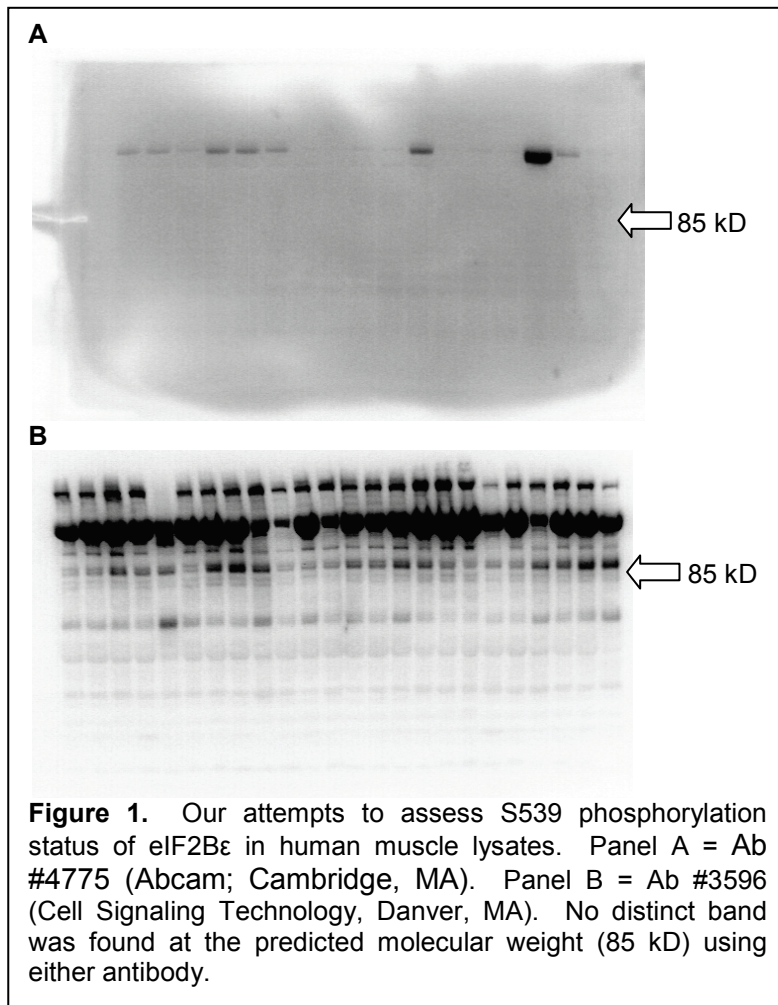 A
85 kD
B
85 kD
Figure 1. Our attempts to assess S539 phosphorylation
status of eIF2Bε in human muscle lysates. Panel A = Ab
#4775 (Abcam; Cambridge, MA). Panel B = Ab #3596
(Cell Signaling Technology, Danver, MA). No distinct band
was found at the predicted molecular weight (85 kD) using
either antibody.